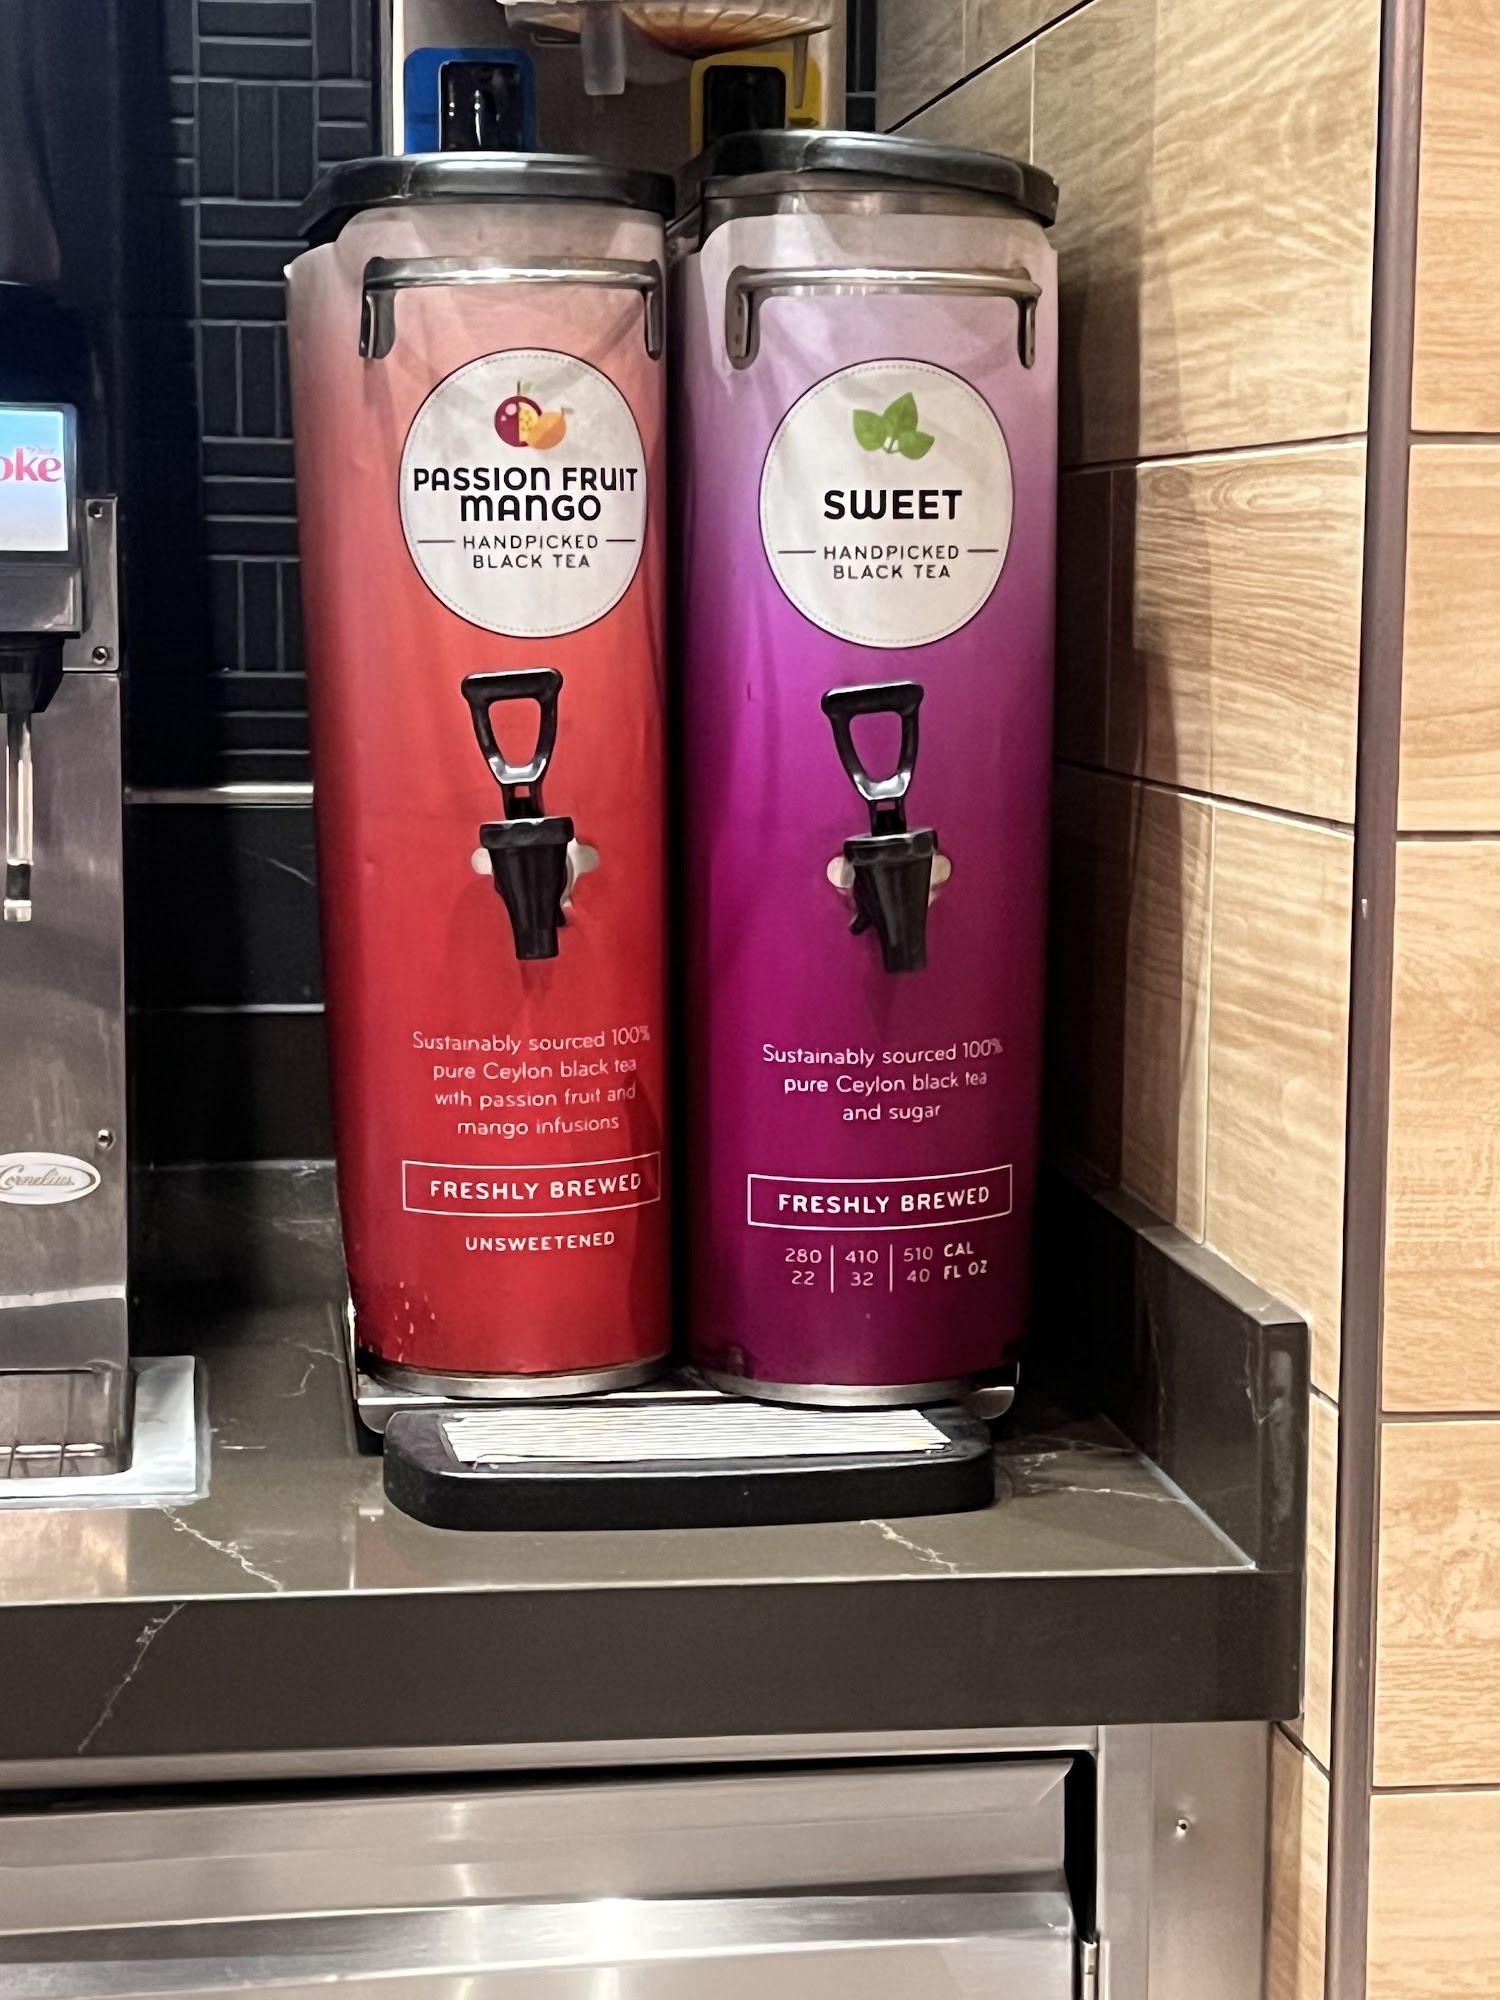 oke
Cornelius
PASSION FRUIT
MANGO
HANDPICKED
BLACK TEA
Sustainably sourced 100%
pure Ceylon black tea
with passion fruit and
mango infusions
FRESHLY BREWED
UNSWEETENED
SWEET
HANDPICKED
BLACK TEA
Sustainably sourced 100%
pure Ceylon black tea
and sugar
FRESHLY BREWED
280 | 410 | 510 CAL
22 | 32 | 40 FL OZ